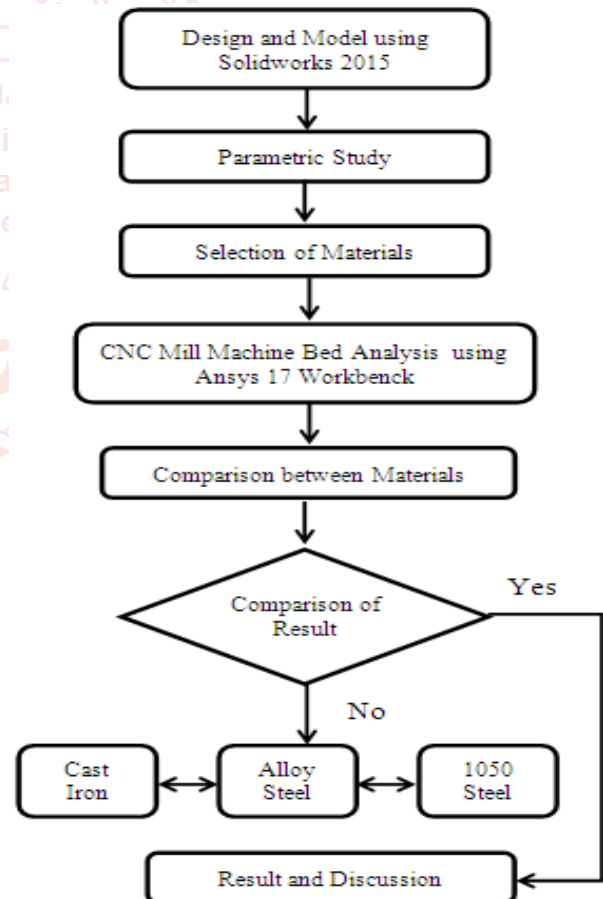 Design and Model using
Solidworks 2015
Parametric Study
Selection of Materials
CNC Mill Machine Bed Analysis using
Ansys 17 Workbenck
Comparison between Materials
Comparison of
Result
Yes
No
Cast
Iron
Alloy
Steel
1050
Steel
Result and Discussion